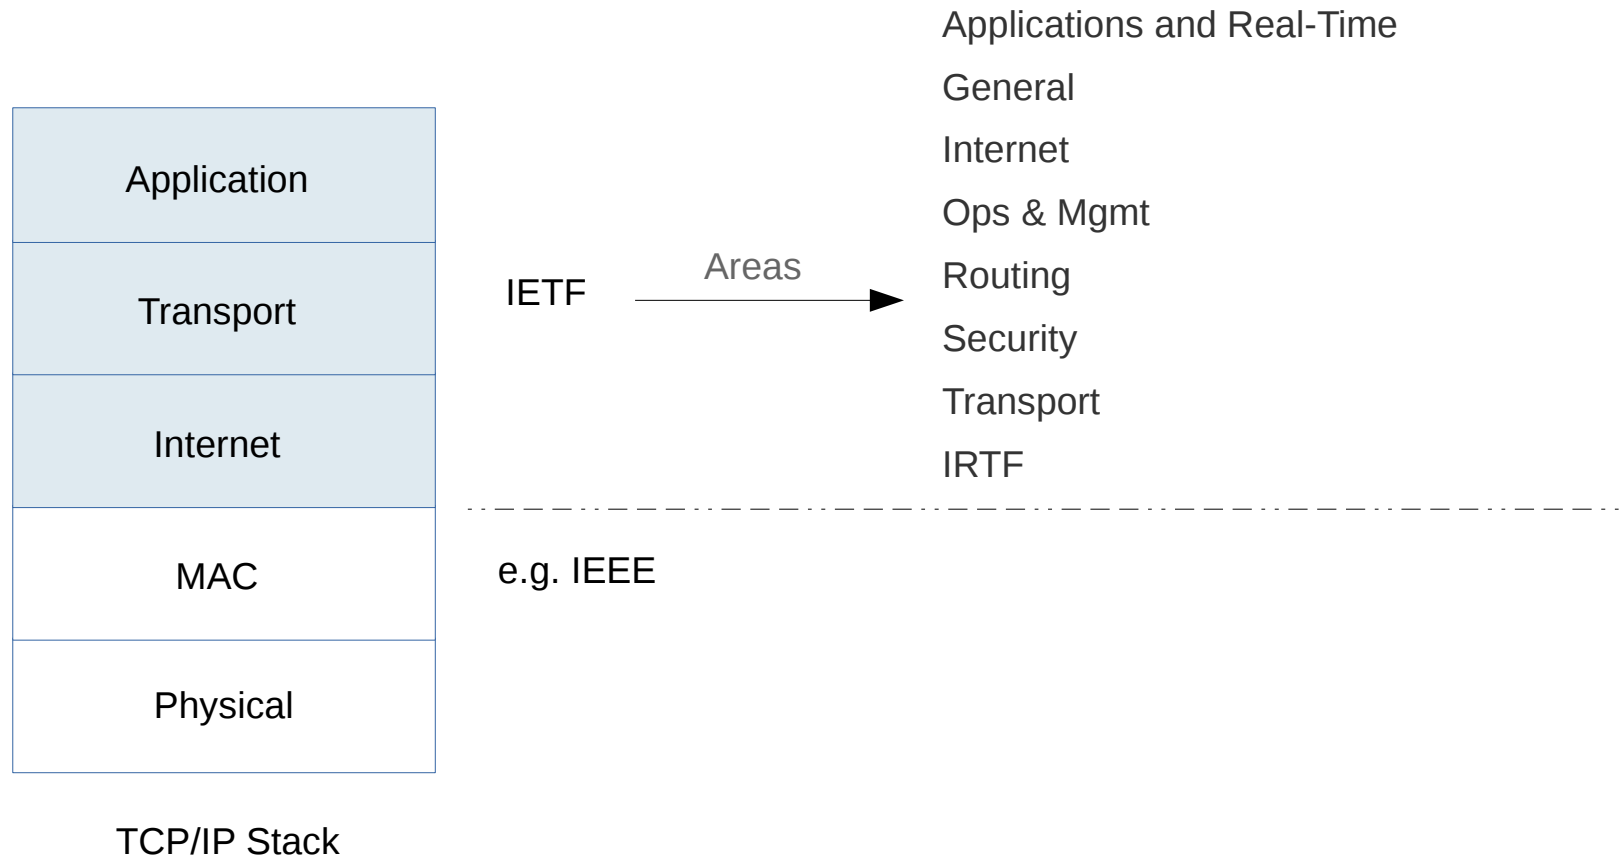 Applications and Real-Time
General
Internet
Ops & Mgmt
Routing
Security
Transport
IRTF
Application
Transport
Internet
MAC
Physical
TCP/IP Stack
IETF
Areas
e.g. IEEE